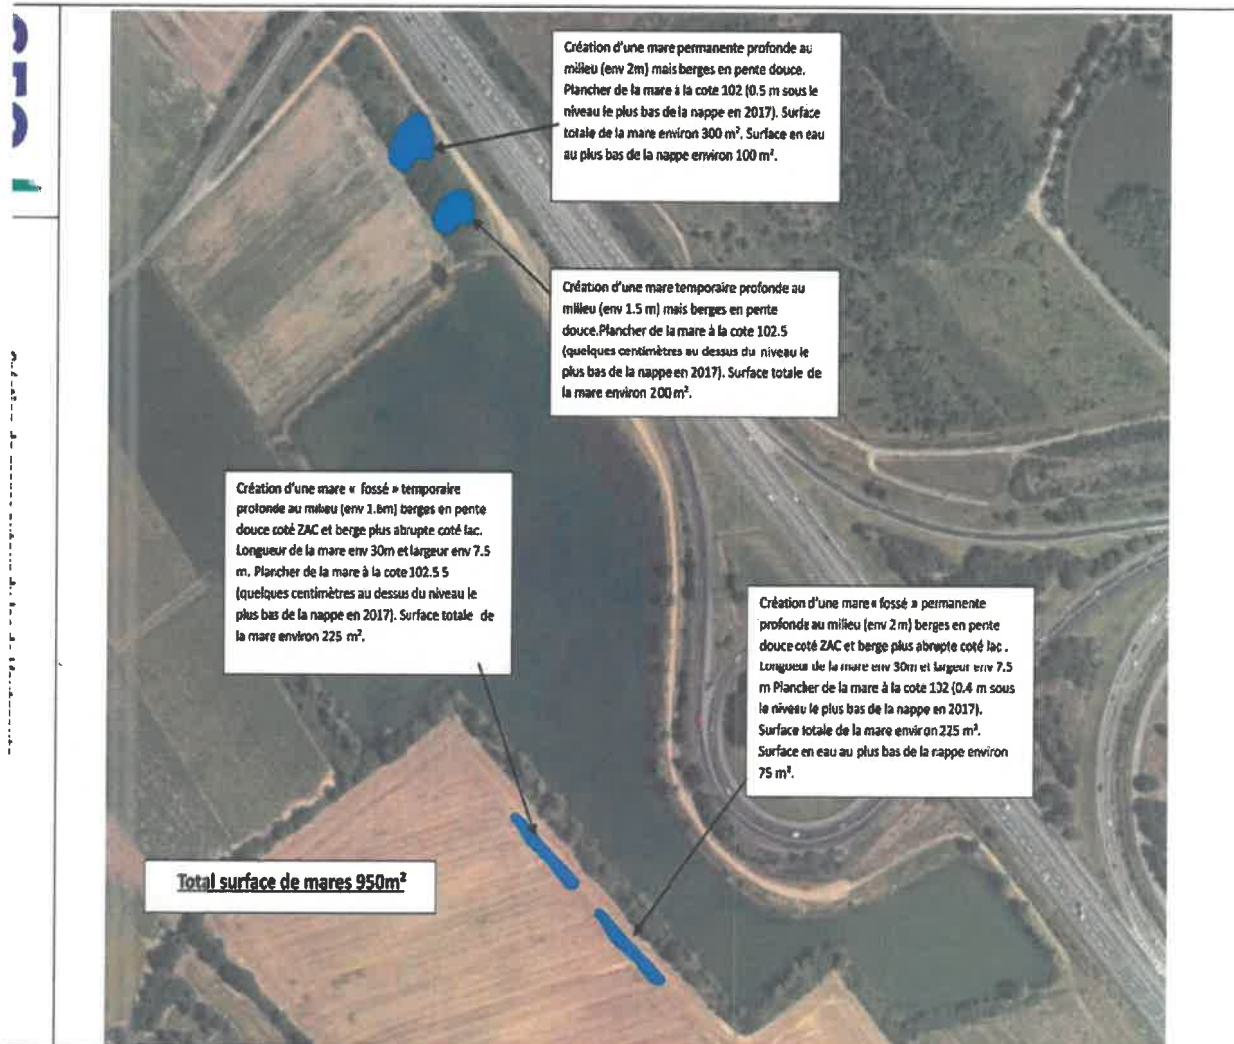 Création d'une mare permanente profonde au
milieu (env 2m) mais berges en pente douce.
Plancher de la mare à la cote 102 (0.5 m sous le
niveau le plus bas de la nappe en 2017). Surface
totale de la mare environ 300 m². Surface en eau
au plus bas de la nappe environ 100 m².
Création d'une mare temporaire profonde au
milieu (env 1.5 m) mais berges en pente
douce.Plancher de la mare à la cote 102.5
(quelques centimètres au dessus du niveau le
plus bas de la nappe en 2017). Surface totale de
la mare environ 200 m².
Création d'une mare « fossé » temporaire
profonde au milieu (env 1.8m) berges en pente
douce coté ZAC et berge plus abrupte coté lac.
Longueur de la mare env 30m et largeur env 7.5
m. Plancher de la mare à la cote 102.5 5
(quelques centimètres au dessus du niveau le
plus bas de la nappe en 2017). Surface totale de
la mare environ 225 m².
Création d'une mare « fossé » permanente
profonde au milieu (env 2m) berges en pente
douce coté ZAC et berge plus abrupte coté lac .
Longueur de la mare env 30m et largeur env 7.5
m Plancher de la mare à la cote 102 (0.4 m sous
le niveau le plus bas de la nappe en 2017).
Surface totale de la mare environ 225 m².
Surface en eau au plus bas de la nappe environ
75 m².
Total surface de mares 950m²